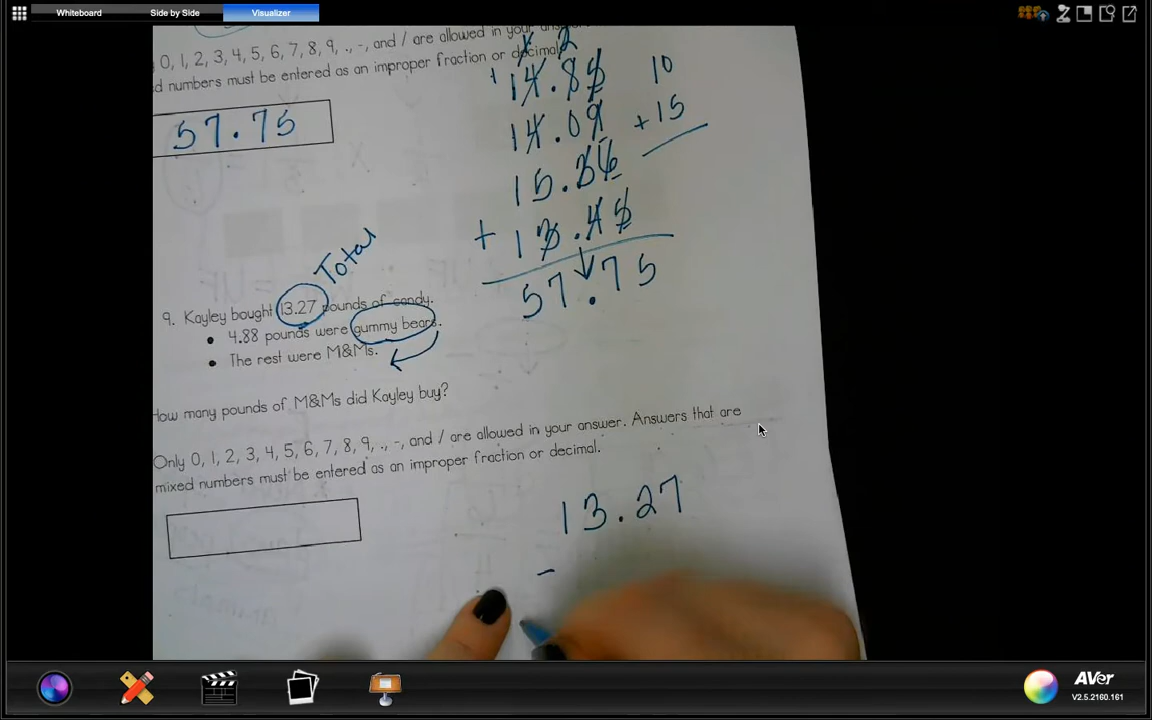 Whiteboard Side by Side Visualizer
0, 1, 2, 3, 4, 5, 6, 7, 8, 9, ., -, and / are allowed in your
numbers must be entered as an improper fraction or decimal.
57.75
1 2
14.85
14.09
15.36
+ 13.45
57.75
10
+ 15
Total
9. Kayley bought 13.27 pounds of candy.
• 4.88 pounds were gummy bears.
• The rest were M&Ms.
How many pounds of M&Ms did Kayley buy?
Only 0, 1, 2, 3, 4, 5, 6, 7, 8, 9, ., -, and / are allowed in your answer. Answers that are
mixed numbers must be entered as an improper fraction or decimal.
13.27
-
AVer
V2.5.2160.161